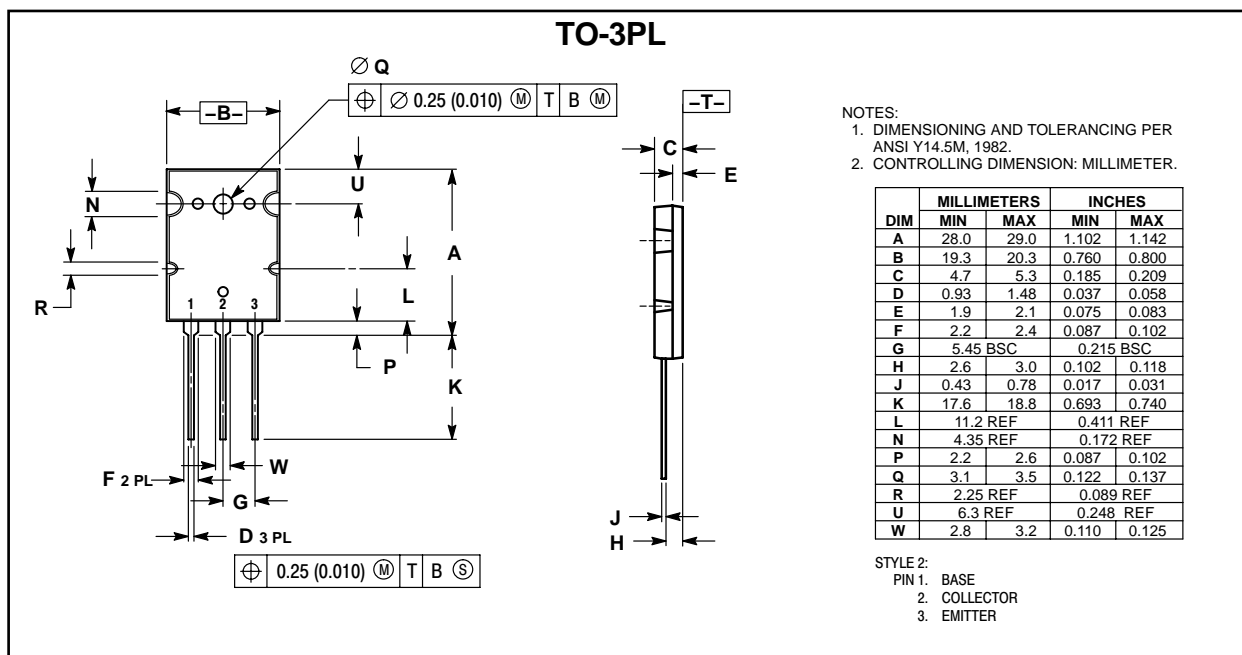 TO-3PL
Ø Q
–B–
⌖ Ø 0.25 (0.010) Ⓜ T B Ⓜ
U
N
A
L
R
1 2 3
P
K
W
F 2 PL
G
D 3 PL
⌖ 0.25 (0.010) Ⓜ T B Ⓢ
–T–
C
E
J
H
NOTES:
1. DIMENSIONING AND TOLERANCING PER
ANSI Y14.5M, 1982.
2. CONTROLLING DIMENSION: MILLIMETER.
MILLIMETERS INCHES
DIM MIN MAX MIN MAX
A 28.0 29.0 1.102 1.142
B 19.3 20.3 0.760 0.800
C 4.7 5.3 0.185 0.209
D 0.93 1.48 0.037 0.058
E 1.9 2.1 0.075 0.083
F 2.2 2.4 0.087 0.102
G 5.45 BSC 0.215 BSC
H 2.6 3.0 0.102 0.118
J 0.43 0.78 0.017 0.031
K 17.6 18.8 0.693 0.740
L 11.2 REF 0.411 REF
N 4.35 REF 0.172 REF
P 2.2 2.6 0.087 0.102
Q 3.1 3.5 0.122 0.137
R 2.25 REF 0.089 REF
U 6.3 REF 0.248 REF
W 2.8 3.2 0.110 0.125
STYLE 2:
PIN 1. BASE
2. COLLECTOR
3. EMITTER